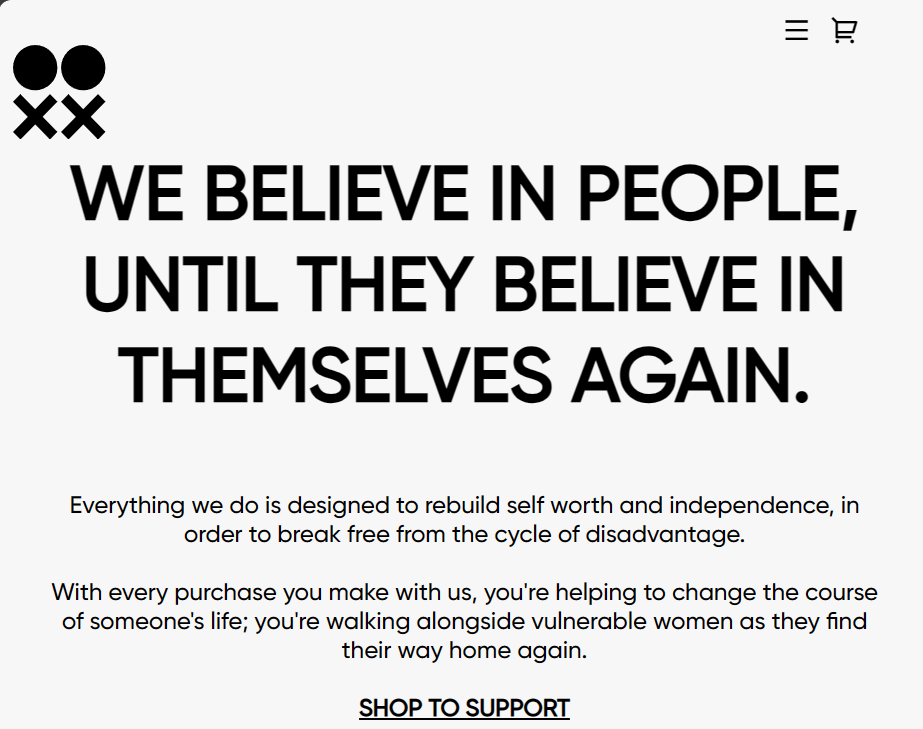 WE BELIEVE IN PEOPLE,
UNTIL THEY BELIEVE IN
THEMSELVES AGAIN.
Everything we do is designed to rebuild self worth and independence, in
order to break free from the cycle of disadvantage.
With every purchase you make with us, you're helping to change the course
of someone's life; you're walking alongside vulnerable women as they find
their way home again.
SHOP TO SUPPORT